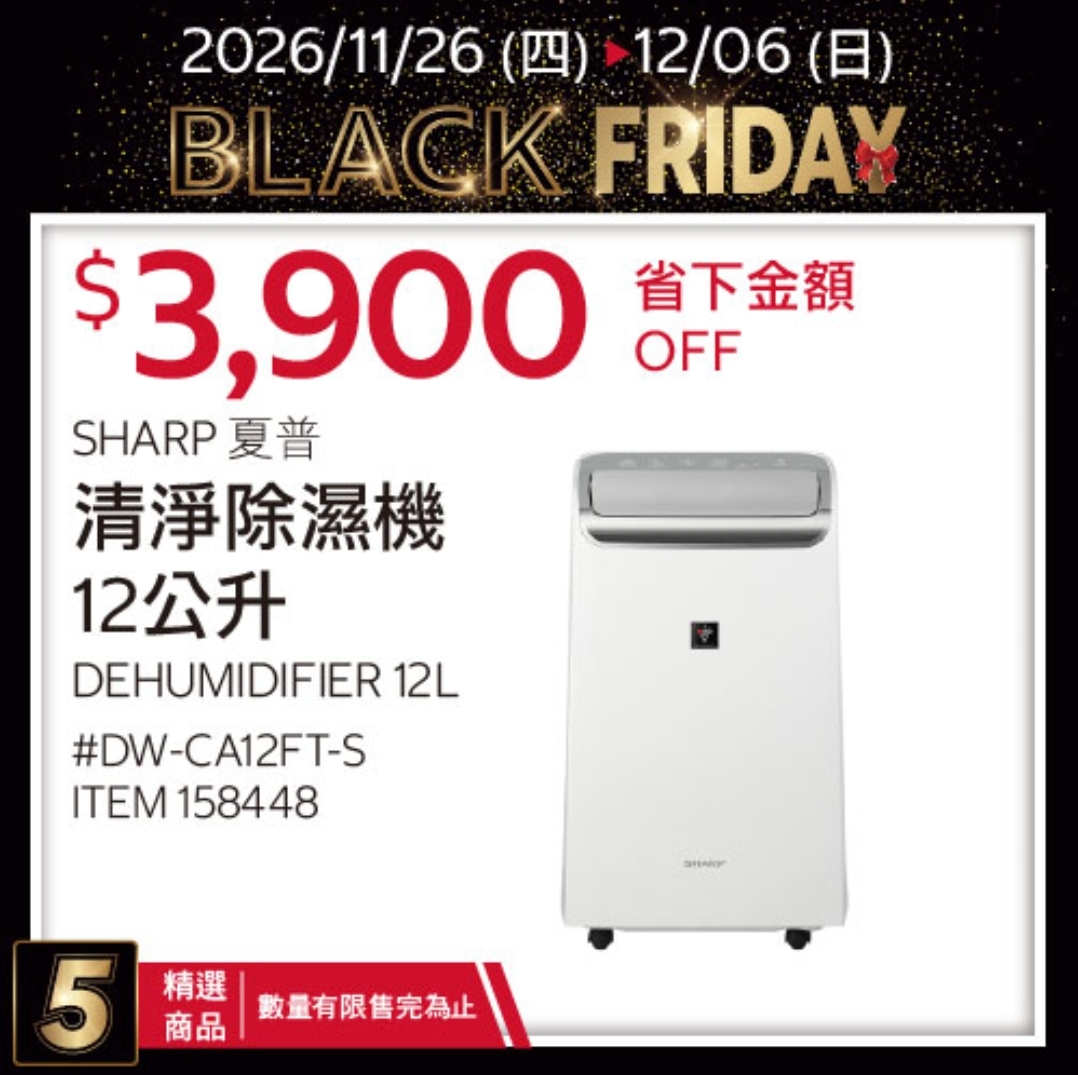 2026/11/26 (四)▶12/06 (日)
BLACK FRIDAY
$3,900
省下金額
OFF
SHARP 夏普
清淨除濕機
12公升
DEHUMIDIFIER 12L
#DW-CA12FT-S
ITEM 158448
SHARP
5
精選
商品
數量有限售完為止